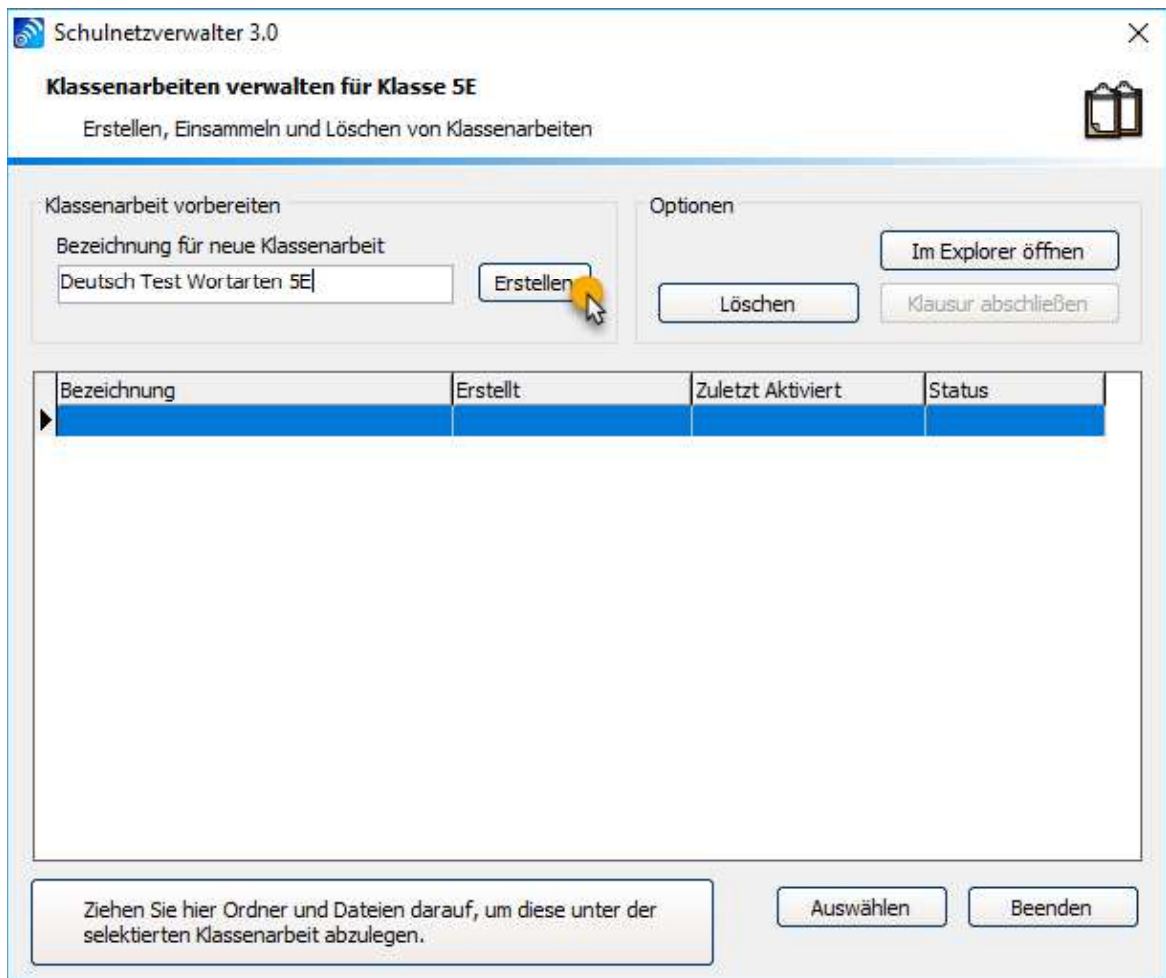 Schulnetzverwalter 3.0
Klassenarbeiten verwalten für Klasse 5E
Erstellen, Einsammeln und Löschen von Klassenarbeiten
Klassenarbeit vorbereiten
Bezeichnung für neue Klassenarbeit
Deutsch Test Wortarten 5E
Erstellen
Optionen
Im Explorer öffnen
Löschen
Klausur abschließen
Bezeichnung Erstellt Zuletzt Aktiviert Status
Ziehen Sie hier Ordner und Dateien darauf, um diese unter der
selektierten Klassenarbeit abzulegen.
Auswählen
Beenden